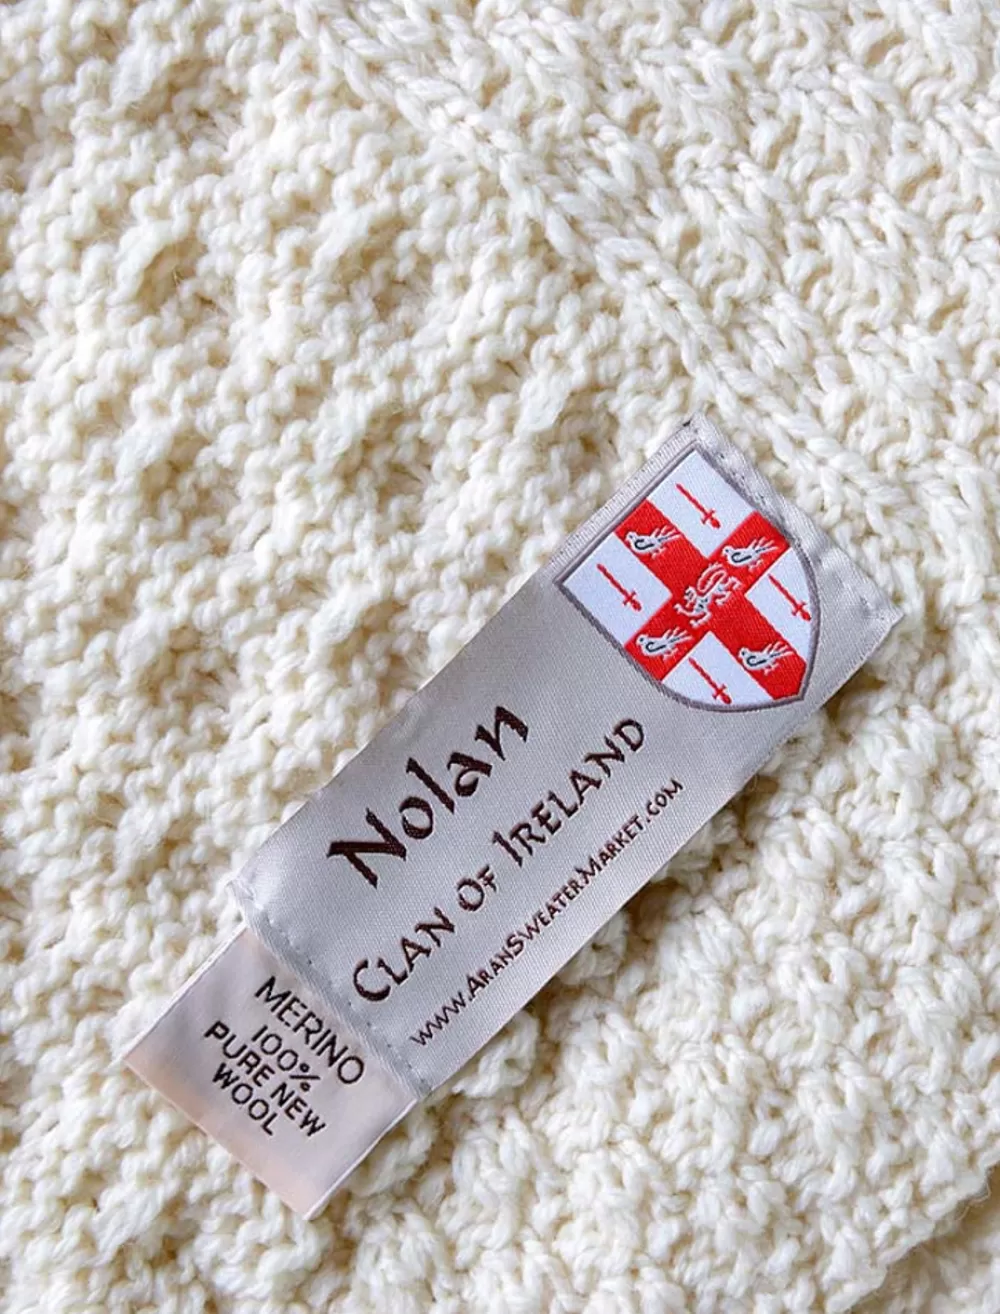 Nolan
CLAN OF IRELAND
WWW.ARANSWEATERMARKET.COM
MERINO
100%
PURE NEW
WOOL